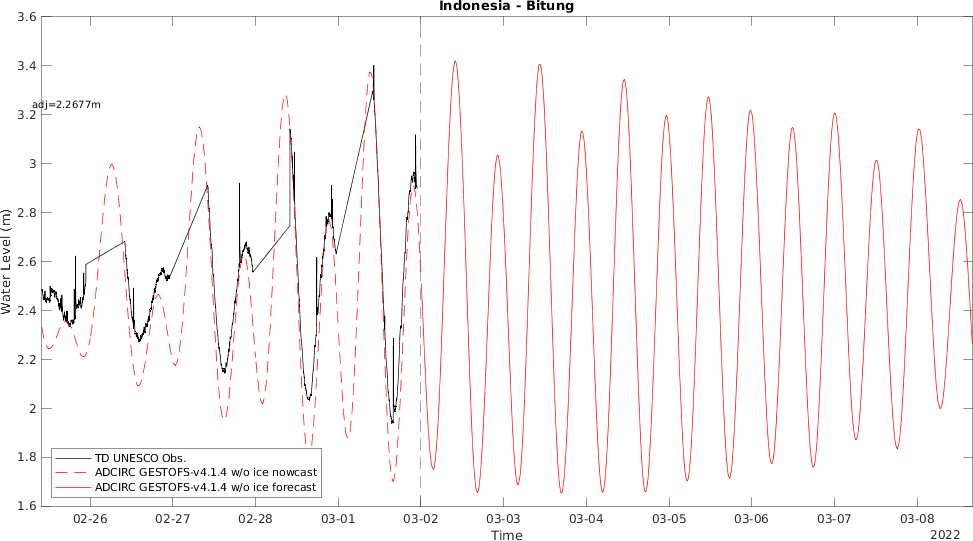 Indonesia - Bitung
3.6
3.4
adj=2.2677m
3.2
3
2.8
2.6
2.4
2.2
2
1.8
1.6
Water Level (m)
TD UNESCO Obs.
ADCIRC GESTOFS-v4.1.4 w/o ice nowcast
ADCIRC GESTOFS-v4.1.4 w/o ice forecast
02-26 02-27 02-28 03-01 03-02 03-03 03-04 03-05 03-06 03-07 03-08
Time
2022